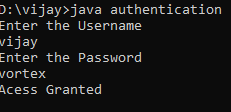 D:\vijay>java authentication
Enter the Username
vijay
Enter the Password
vortex
Acess Granted